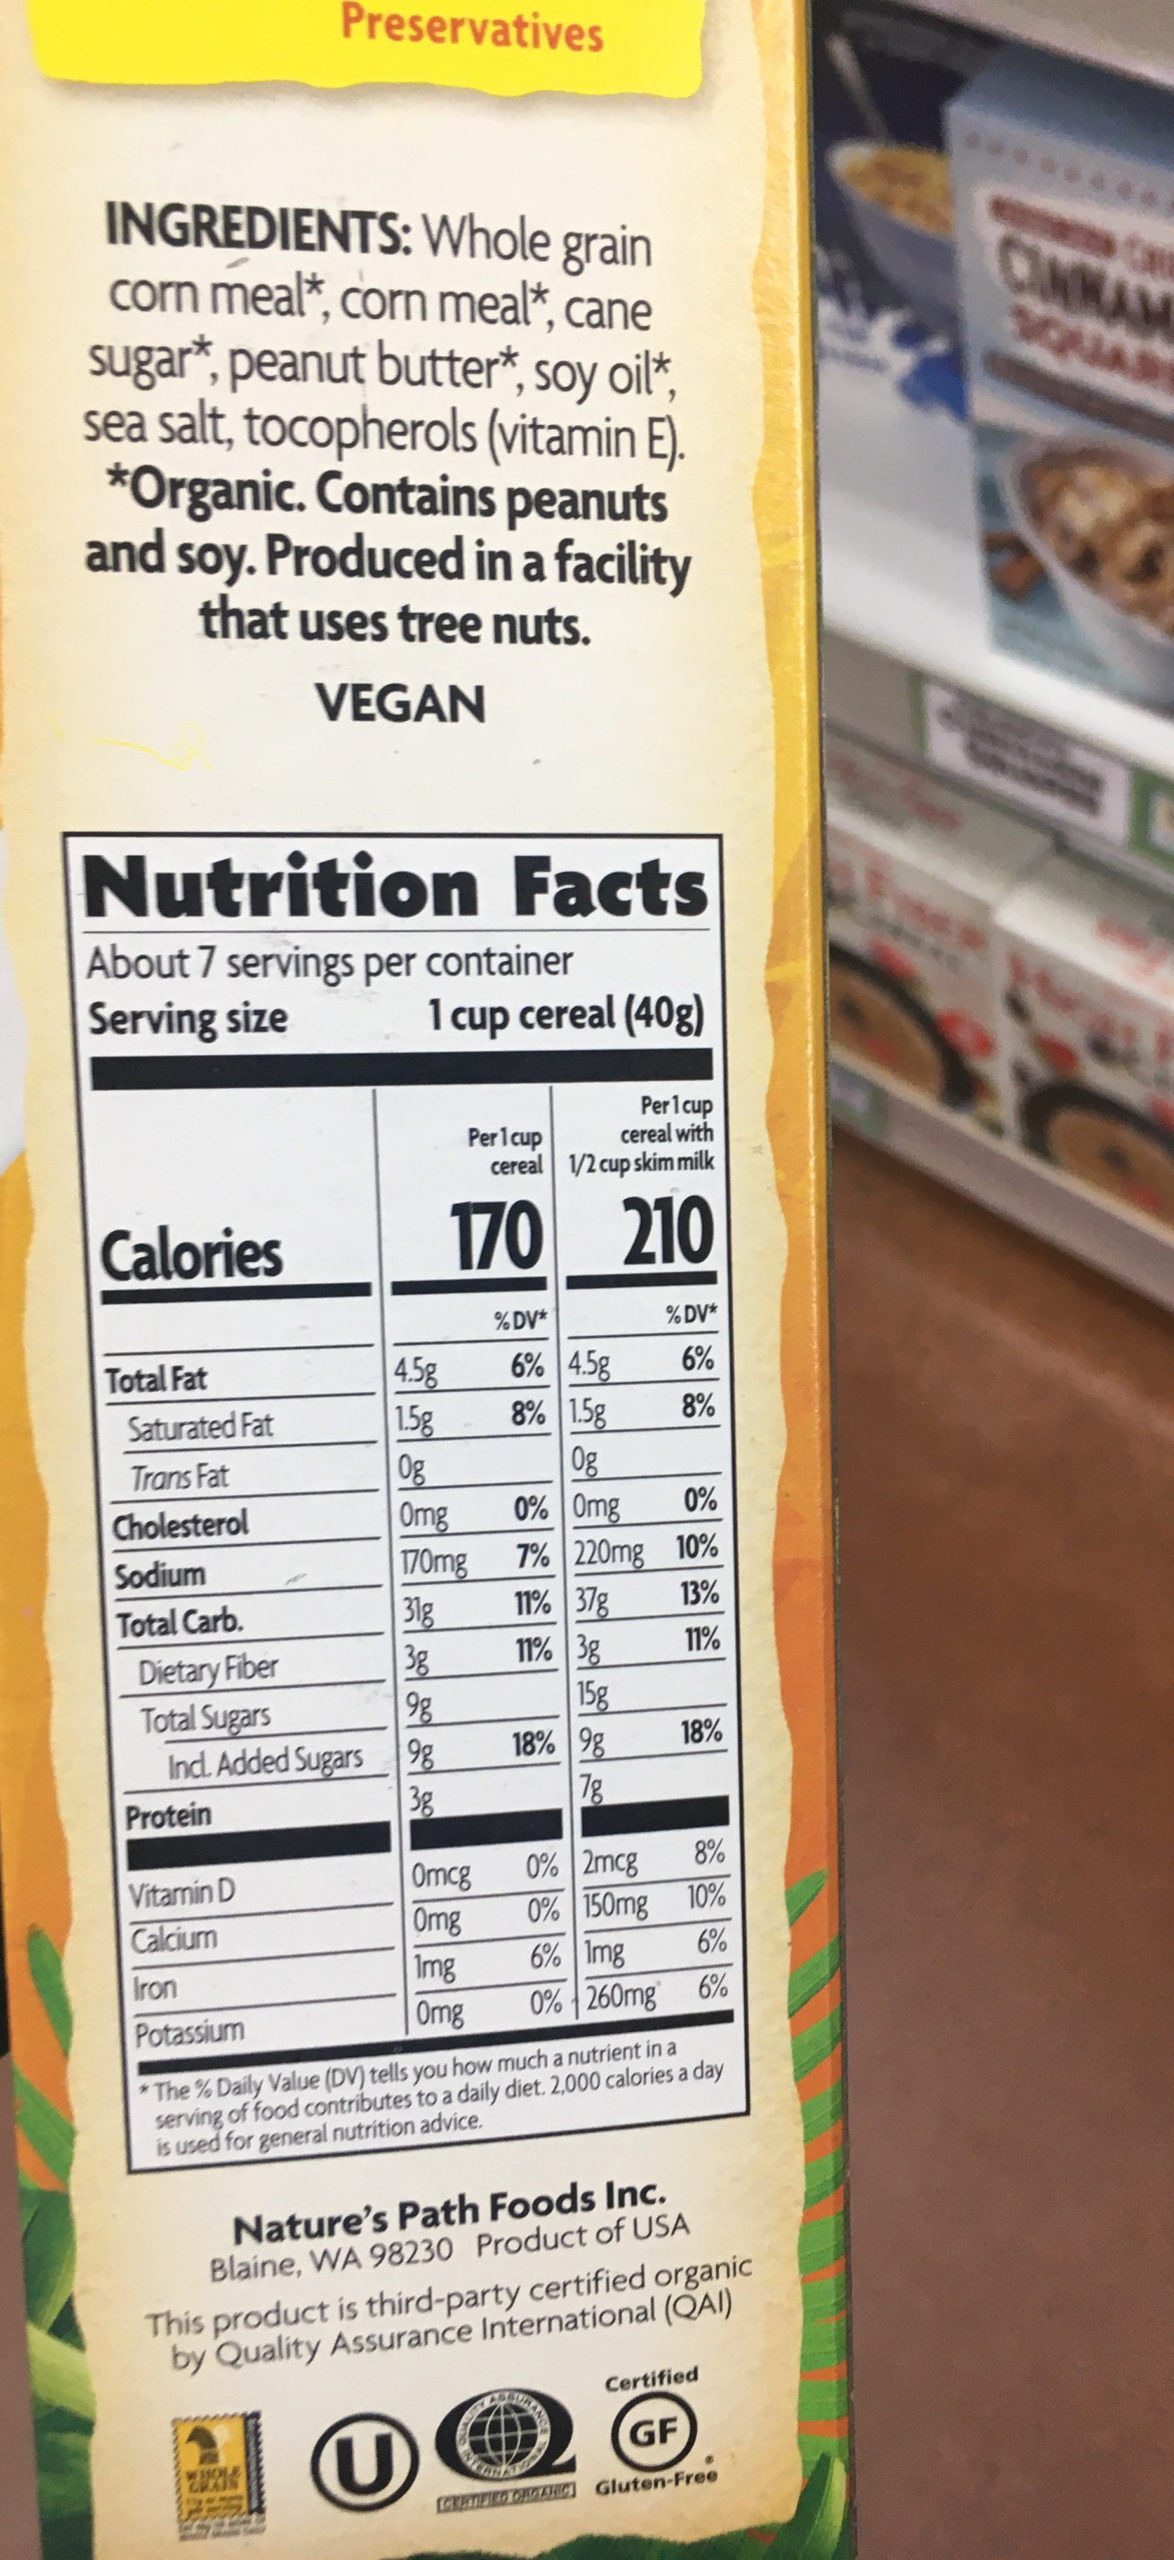 Preservatives
INGREDIENTS: Whole grain
corn meal*, corn meal*, cane
sugar*, peanut butter*, soy oil*,
sea salt, tocopherols (vitamin E).
*Organic. Contains peanuts
and soy. Produced in a facility
that uses tree nuts.
VEGAN
Nutrition Facts
About 7 servings per container
Serving size 1 cup cereal (40g)
Per 1 cup cereal
Per 1 cup cereal with 1/2 cup skim milk
Calories 170 210
% DV* % DV*
Total Fat 4.5g 6% 4.5g 6%
Saturated Fat 1.5g 8% 1.5g 8%
Trans Fat 0g 0g
Cholesterol 0mg 0% 0mg 0%
Sodium 170mg 7% 220mg 10%
Total Carb. 31g 11% 37g 13%
Dietary Fiber 3g 11% 3g 11%
Total Sugars 9g 15g
Incl. Added Sugars 9g 18% 9g 18%
Protein 3g 7g
Vitamin D 0mcg 0% 2mcg 8%
Calcium 0mg 0% 150mg 10%
Iron 1mg 6% 1mg 6%
Potassium 0mg 0% 260mg 6%
* The % Daily Value (DV) tells you how much a nutrient in a
serving of food contributes to a daily diet. 2,000 calories a day
is used for general nutrition advice.
Nature's Path Foods Inc.
Blaine, WA 98230 Product of USA
This product is third-party certified organic
by Quality Assurance International (QAI)
WHOLE
GRAIN
U
QUALITY ASSURANCE
INTERNATIONAL
CERTIFIED ORGANIC
Certified
GF
Gluten-Free
CINNAM
SQUAR